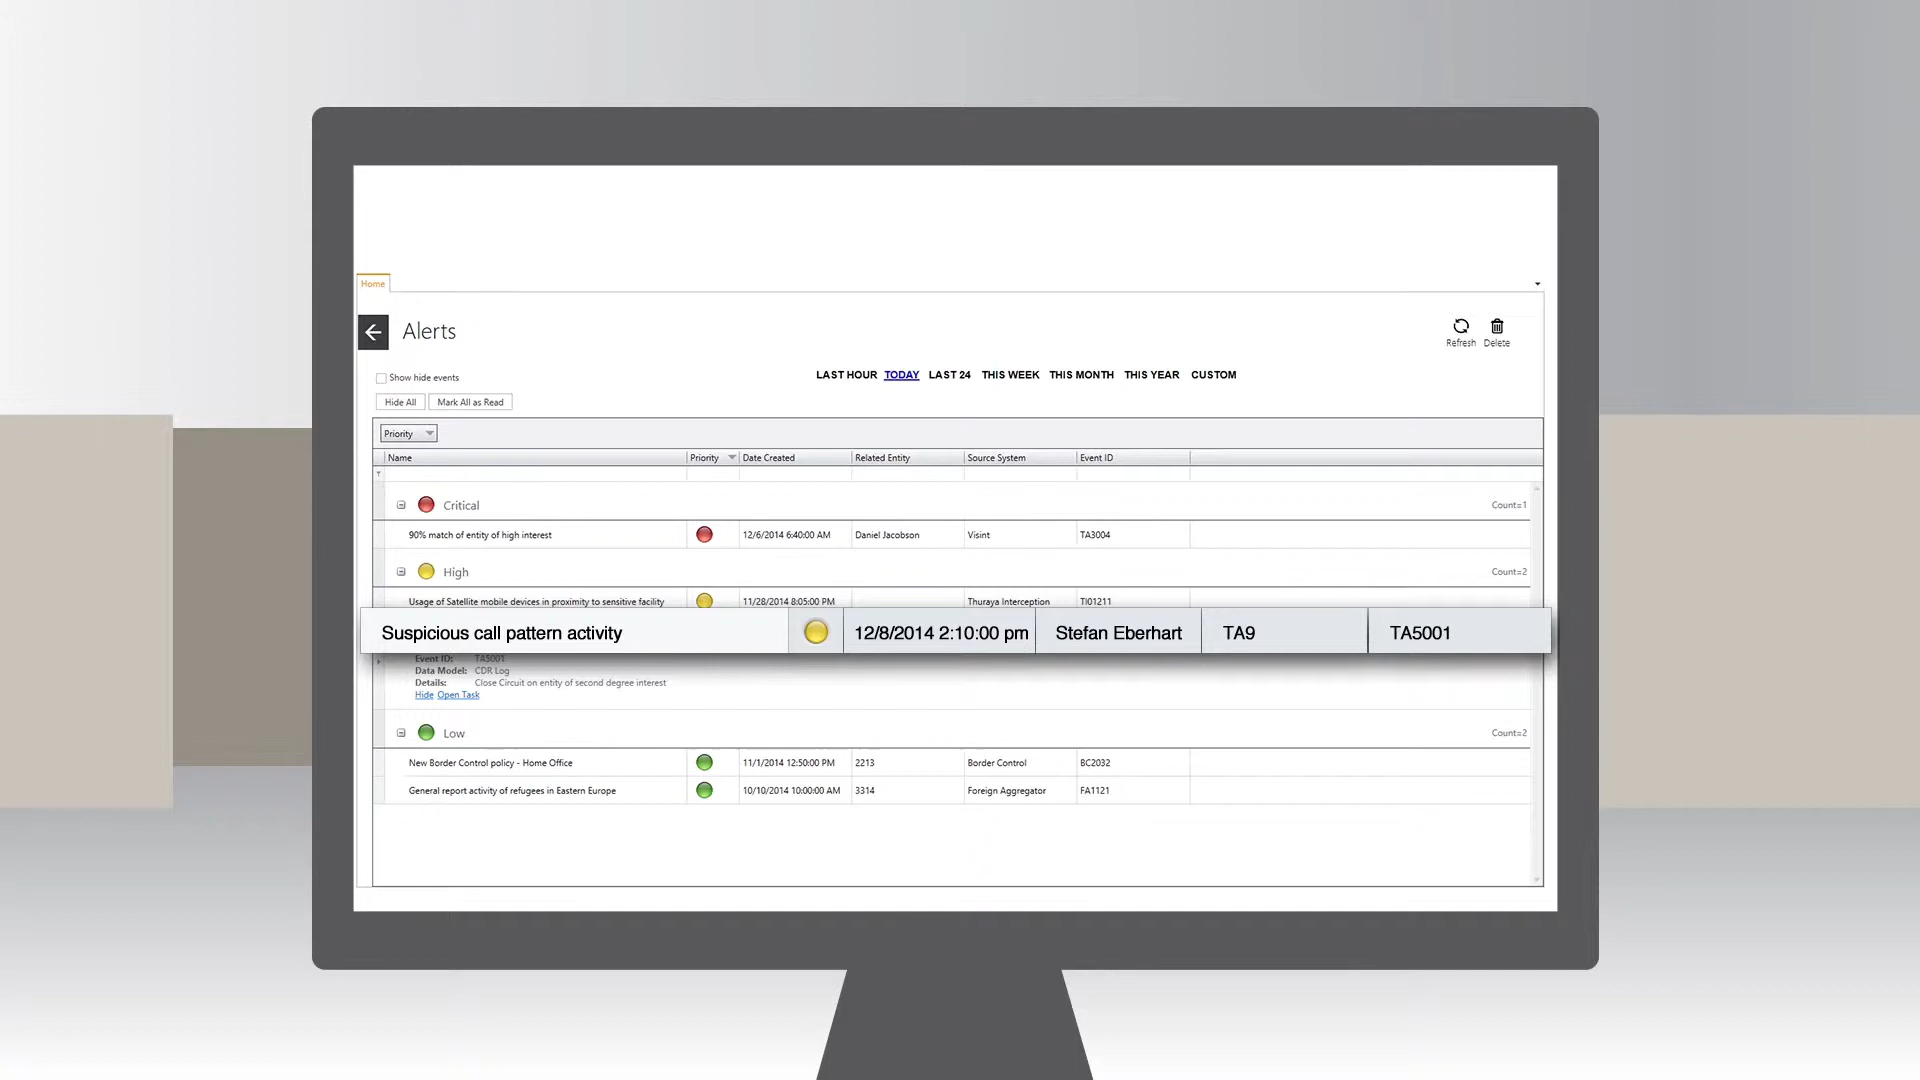 Home
Alerts
Refresh Delete
LAST HOUR TODAY LAST 24 THIS WEEK THIS MONTH THIS YEAR CUSTOM
Show hide events
Hide All Mark All as Read
Priority
Name Priority Date Created Related Entity Source System Event ID
Critical Count=1
90% match of entity of high interest 12/6/2014 6:40:00 AM Daniel Jacobson Visint TA3004
High Count=2
Usage of Satellite mobile devices in proximity to sensitive facility 11/28/2014 8:05:00 PM Thuraya Interception TI01211
Suspicious call pattern activity 12/8/2014 2:10:00 pm Stefan Eberhart TA9 TA5001
Event ID: TA5001
Data Model: CDR Log
Details: Close Circuit on entity of second degree interest
Hide Open Task
Low Count=2
New Border Control policy - Home Office 11/1/2014 12:50:00 PM 2213 Border Control BC2032
General report activity of refugees in Eastern Europe 10/10/2014 10:00:00 AM 3314 Foreign Aggregator FA1121